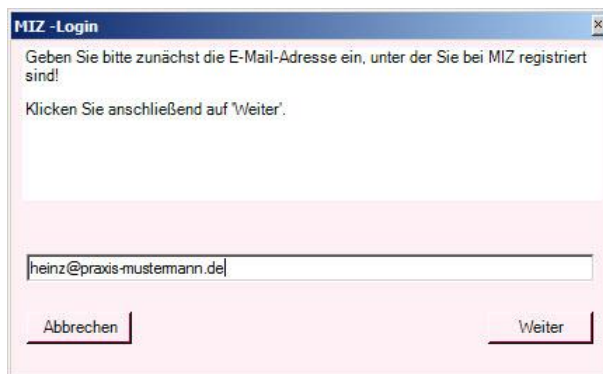 MIZ -Login
Geben Sie bitte zunächst die E-Mail-Adresse ein, unter der Sie bei MIZ registriert
sind!
Klicken Sie anschließend auf 'Weiter'.
heinz@praxis-mustermann.de
Abbrechen
Weiter